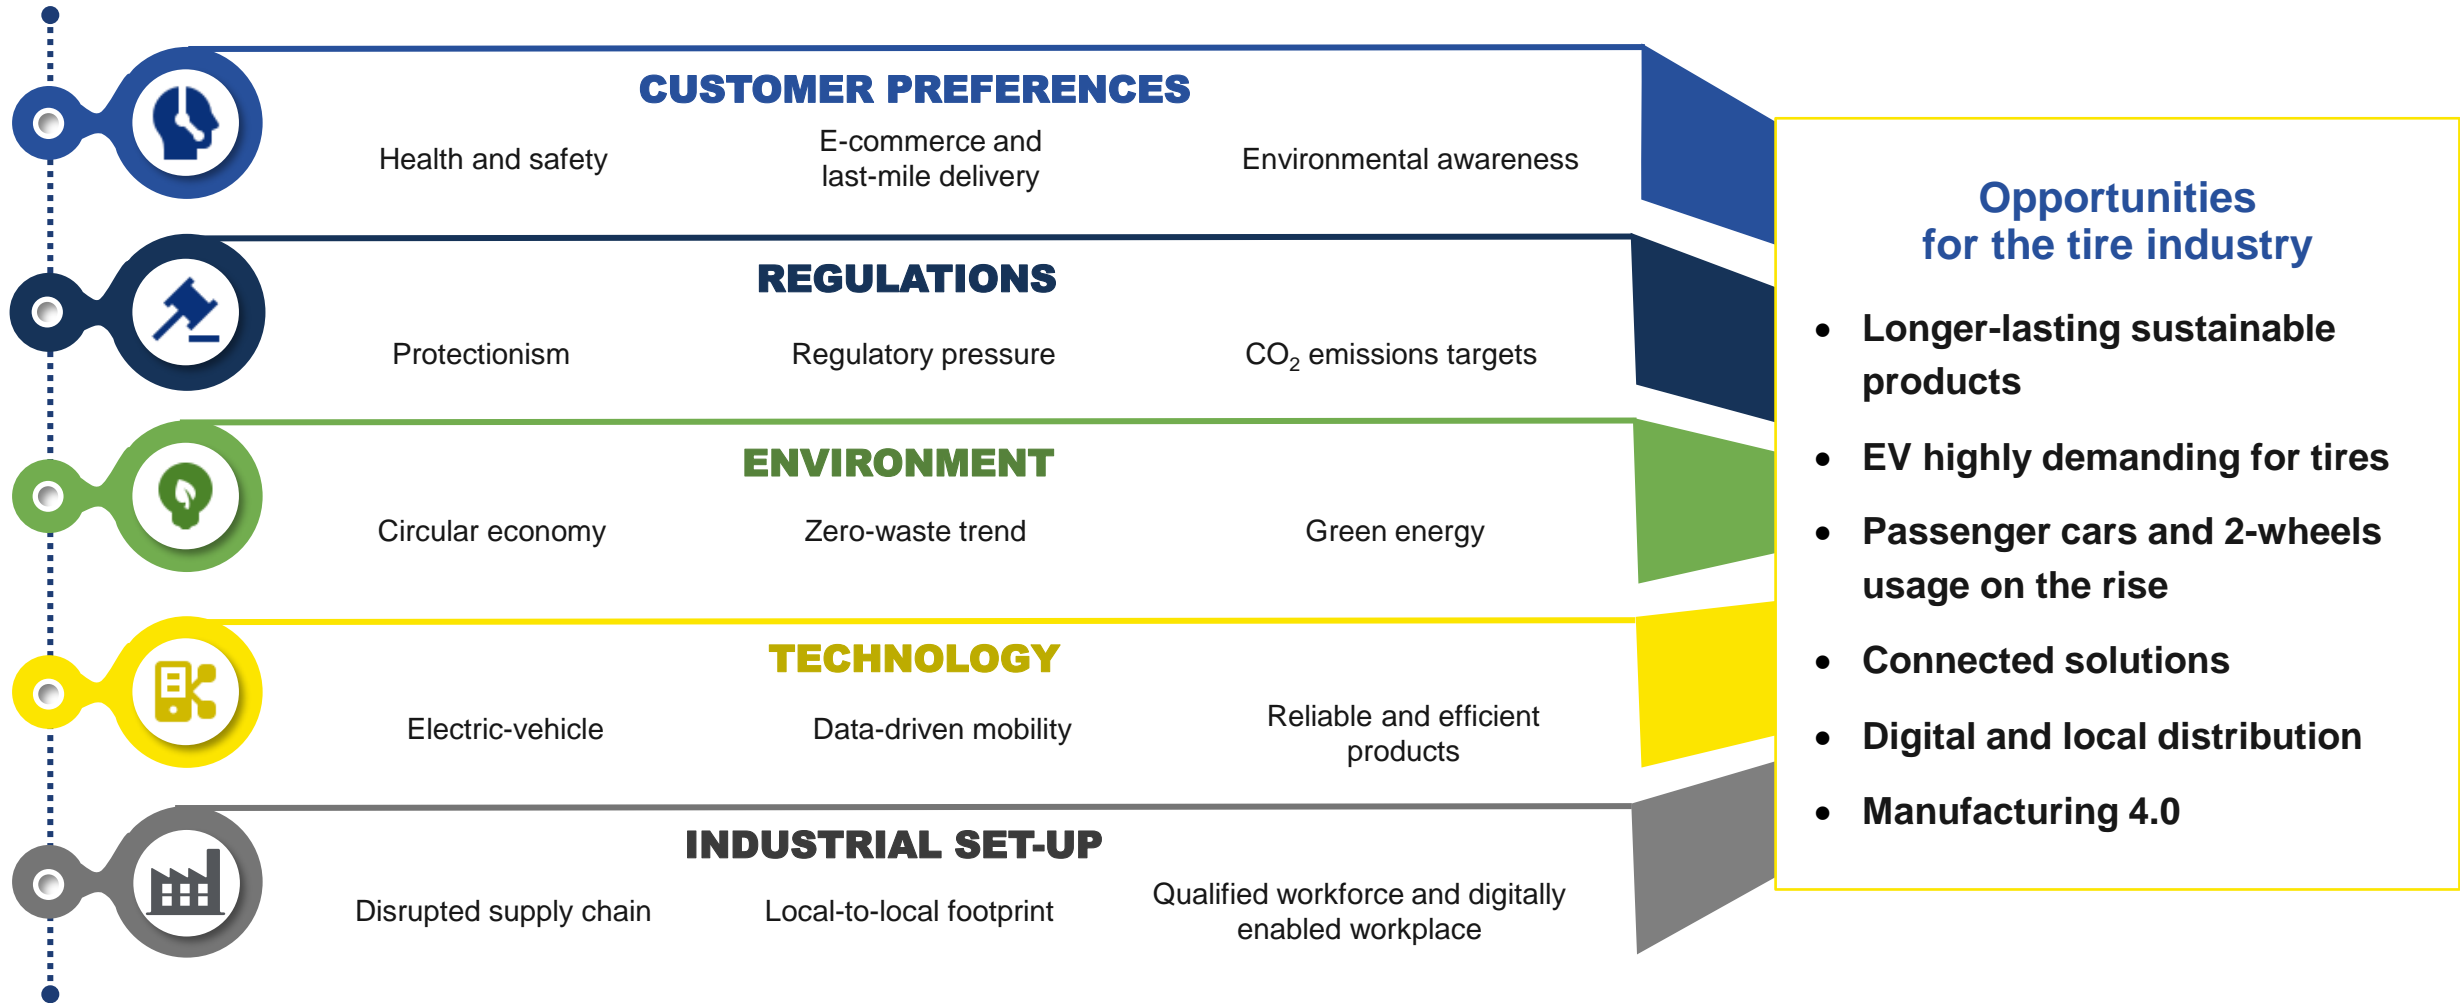 CUSTOMER PREFERENCES
Health and safety
E-commerce and
last-mile delivery
Environmental awareness
REGULATIONS
Protectionism
Regulatory pressure
CO₂ emissions targets
ENVIRONMENT
Circular economy
Zero-waste trend
Green energy
TECHNOLOGY
Electric-vehicle
Data-driven mobility
Reliable and efficient
products
INDUSTRIAL SET-UP
Disrupted supply chain
Local-to-local footprint
Qualified workforce and digitally
enabled workplace
Opportunities
for the tire industry
• Longer-lasting sustainable
products
• EV highly demanding for tires
• Passenger cars and 2-wheels
usage on the rise
• Connected solutions
• Digital and local distribution
• Manufacturing 4.0